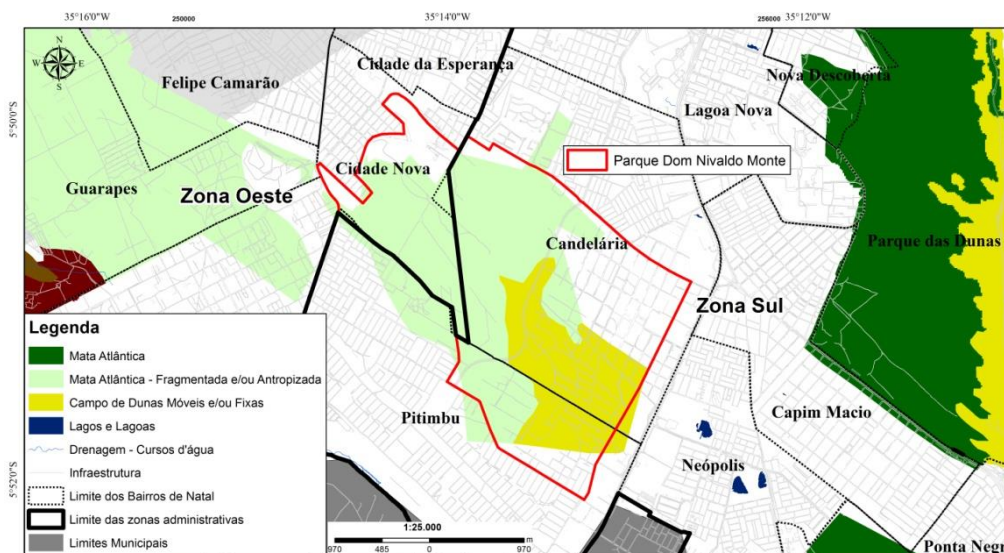 35°16'0"W
250000
35°14'0"W
256000
35°12'0"W
N
W
E
S
5°50'0"S
5°52'0"S
Felipe Camarão
Cidade da Esperança
Nova Descoberta
Lagoa Nova
Parque Dom Nivaldo Monte
Cidade Nova
Guarapes
Zona Oeste
Candelária
Parque das Dunas
Zona Sul
Pitimbu
Capim Macio
Neópolis
Legenda
Mata Atlântica
Mata Atlântica - Fragmentada e/ou Antropizada
Campo de Dunas Móveis e/ou Fixas
Lagos e Lagoas
Drenagem - Cursos d'água
Infraestrutura
Limite dos Bairros de Natal
Limite das zonas administrativas
Limites Municipais
1:25.000
970
485
0
970
m
Ponta Negr